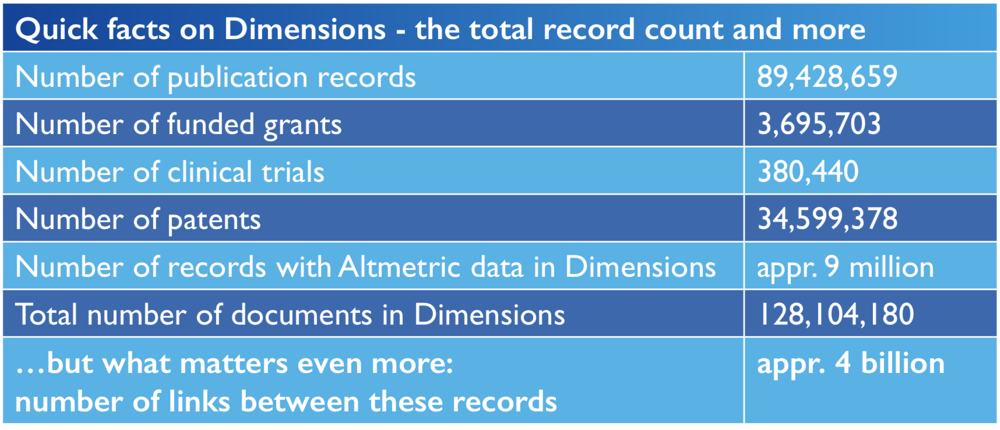 Quick facts on Dimensions - the total record count and more
Number of publication records 89,428,659
Number of funded grants 3,695,703
Number of clinical trials 380,440
Number of patents 34,599,378
Number of records with Altmetric data in Dimensions appr. 9 million
Total number of documents in Dimensions 128,104,180
…but what matters even more: appr. 4 billion
number of links between these records